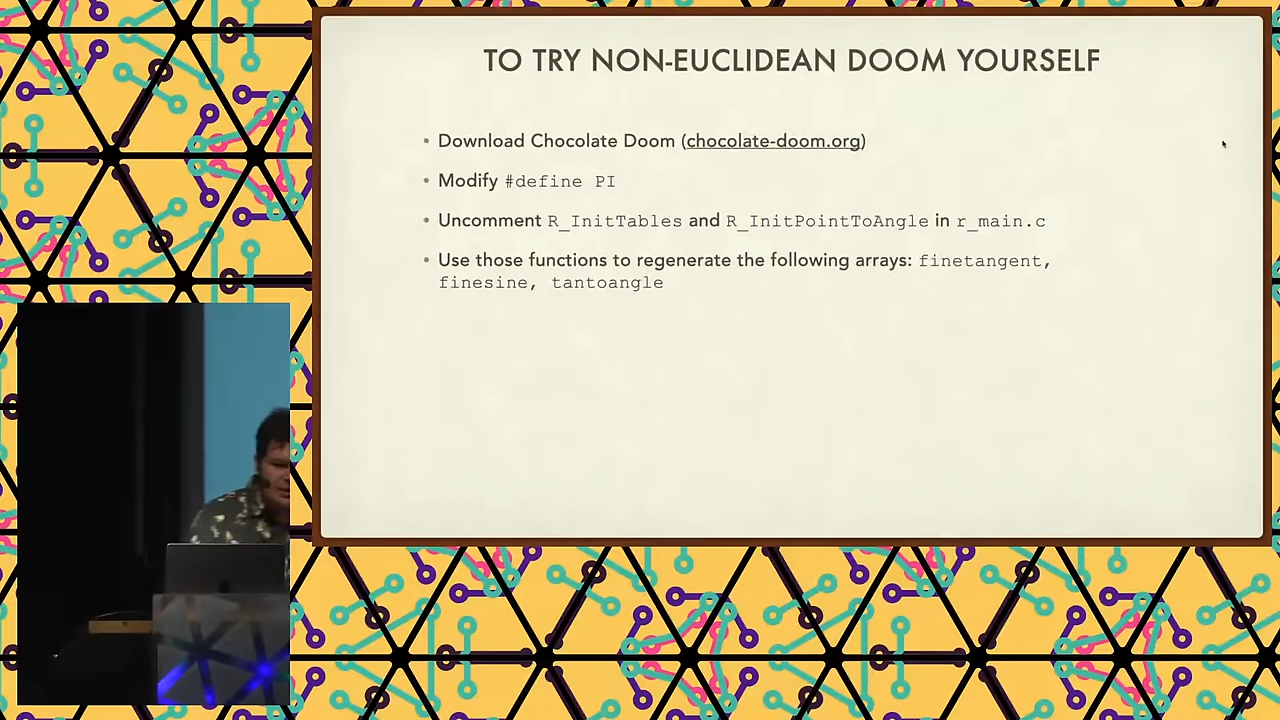 TO TRY NON-EUCLIDEAN DOOM YOURSELF
• Download Chocolate Doom (chocolate-doom.org)
• Modify #define PI
• Uncomment R_InitTables and R_InitPointToAngle in r_main.c
• Use those functions to regenerate the following arrays: finetangent,
finesine, tantoangle